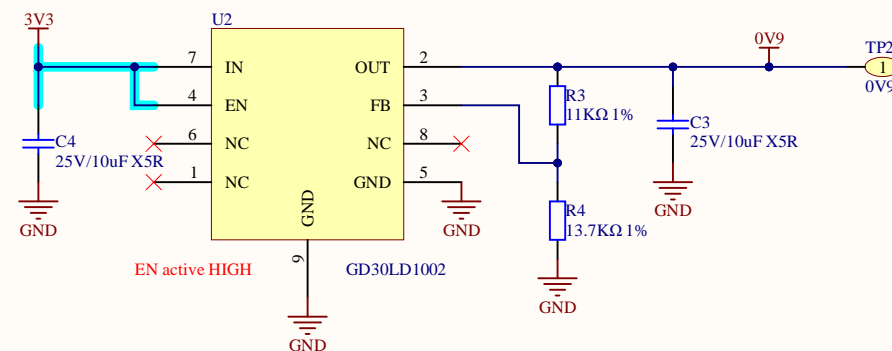 3V3
U2
0V9
TP2
7
IN
OUT
2
1
0V9
4
EN
FB
3
R3
11KΩ 1%
C4
25V/10uF X5R
6
NC
NC
8
C3
25V/10uF X5R
1
NC
GND
5
GND
GND
GND
GND
R4
13.7KΩ 1%
9
EN active HIGH
GD30LD1002
GND
GND